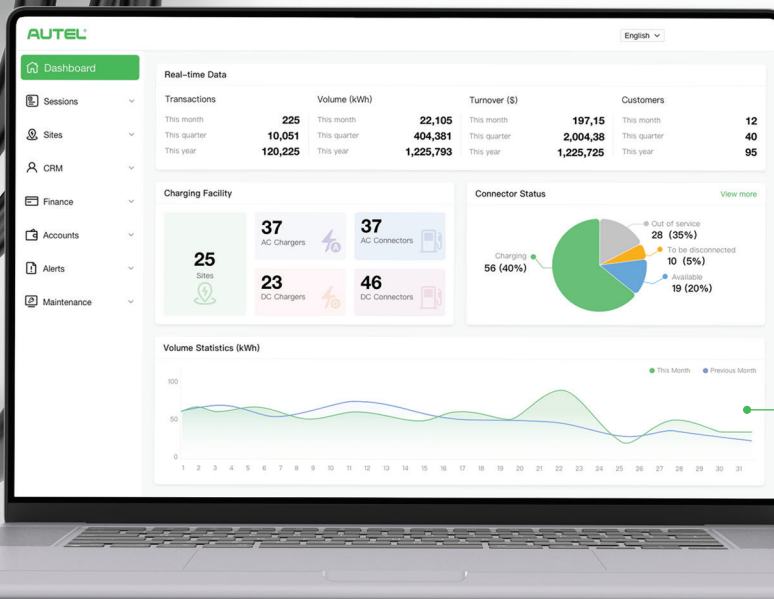 AUTEL
English
Dashboard
Sessions
Sites
CRM
Finance
Accounts
Alerts
Maintenance
Real-time Data
Transactions
This month 225
This quarter 10,051
This year 120,225
Volume (kWh)
This month 22,105
This quarter 404,381
This year 1,225,793
Turnover ($)
This month 197,15
This quarter 2,004,38
This year 1,225,725
Customers
This month 12
This quarter 40
This year 95
Charging Facility
25
Sites
37
AC Chargers
37
AC Connectors
23
DC Chargers
46
DC Connectors
Connector Status
View more
Charging
56 (40%)
Out of service
28 (35%)
To be disconnected
10 (5%)
Available
19 (20%)
Volume Statistics (kWh)
This Month Previous Month
100
50
0
1 2 3 4 5 6 7 8 9 10 11 12 13 14 15 16 17 18 19 20 21 22 23 24 25 26 27 28 29 30 31